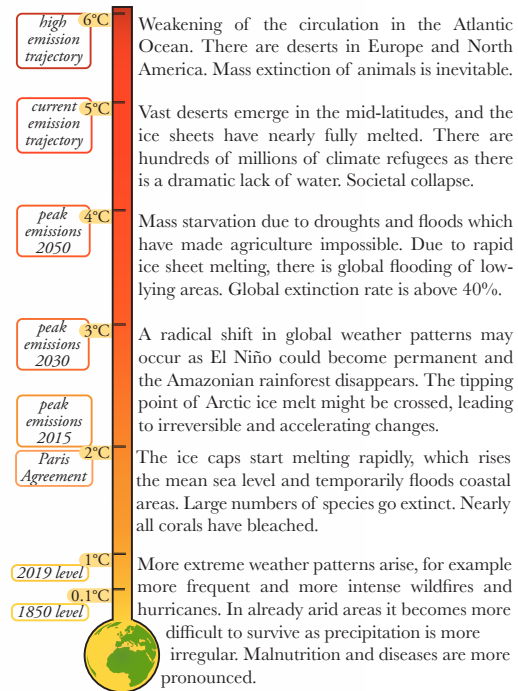 high
emission
trajectory
6°C
Weakening of the circulation in the Atlantic
Ocean. There are deserts in Europe and North
America. Mass extinction of animals is inevitable.
current
emission
trajectory
5°C
Vast deserts emerge in the mid-latitudes, and the
ice sheets have nearly fully melted. There are
hundreds of millions of climate refugees as there
is a dramatic lack of water. Societal collapse.
peak
emissions
2050
4°C
Mass starvation due to droughts and floods which
have made agriculture impossible. Due to rapid
ice sheet melting, there is global flooding of low-
lying areas. Global extinction rate is above 40%.
peak
emissions
2030
3°C
A radical shift in global weather patterns may
occur as El Niño could become permanent and
the Amazonian rainforest disappears. The tipping
point of Arctic ice melt might be crossed, leading
to irreversible and accelerating changes.
peak
emissions
2015
Paris
Agreement
2°C
The ice caps start melting rapidly, which rises
the mean sea level and temporarily floods coastal
areas. Large numbers of species go extinct. Nearly
all corals have bleached.
1°C
2019 level
0.1°C
1850 level
More extreme weather patterns arise, for example
more frequent and more intense wildfires and
hurricanes. In already arid areas it becomes more
difficult to survive as precipitation is more
irregular. Malnutrition and diseases are more
pronounced.